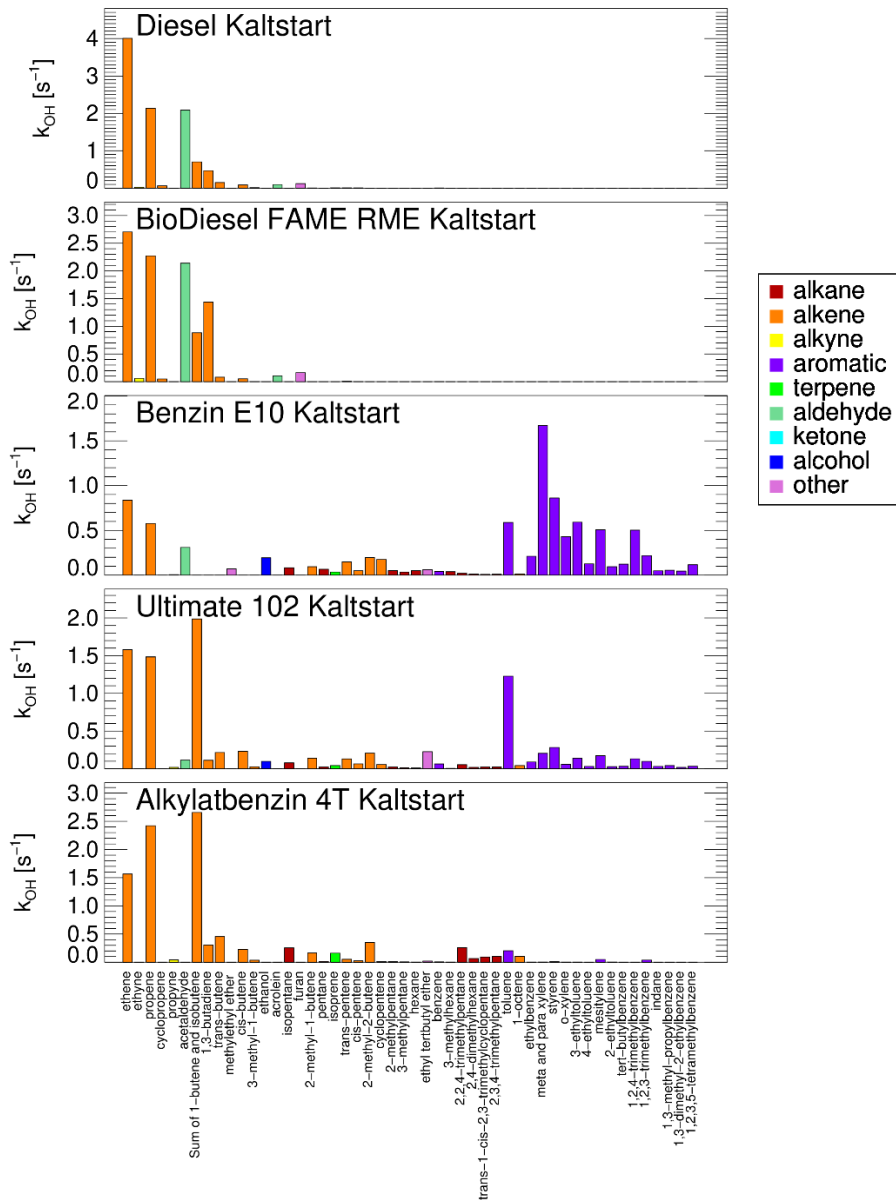 Diesel Kaltstart
kOH [s−1]
4
3
2
1
0
BioDiesel FAME RME Kaltstart
kOH [s−1]
3.0
2.5
2.0
1.5
1.0
0.5
0.0
Benzin E10 Kaltstart
kOH [s−1]
2.0
1.5
1.0
0.5
0.0
Ultimate 102 Kaltstart
kOH [s−1]
2.0
1.5
1.0
0.5
0.0
Alkylatbenzin 4T Kaltstart
kOH [s−1]
3.0
2.5
2.0
1.5
1.0
0.5
0.0
ethene
ethyne
propene
cyclopropene
propyne
acetaldehyde
Sum of 1−butene and isobutene
1,3−butadiene
trans−butene
methylethyl ether
cis−butene
3−methyl−1−butene
ethanol
acrolein
isopentane
furan
2−methyl−1−butene
pentane
isoprene
trans−pentene
cis−pentene
2−methyl−2−butene
cyclopentene
2−methylpentane
3−methylpentane
hexane
ethyl tertbutyl ether
benzene
3−methylhexane
2,2,4−trimethylpentane
2,4−dimethylhexane
trans−1−cis−2,3−trimethylcyclopentane
2,3,4−trimethylpentane
toluene
1−octene
ethylbenzene
meta and para xylene
styrene
o−xylene
3−ethyltoluene
4−ethyltoluene
mesitylene
2−ethyltoluene
tert−butylbenzene
1,2,4−trimethylbenzene
1,2,3−trimethylbenzene
indane
1,3−methyl−propylbenzene
1,3−dimethyl−2−ethylbenzene
1,2,3,5−tetramethylbenzene
alkane
alkene
alkyne
aromatic
terpene
aldehyde
ketone
alcohol
other